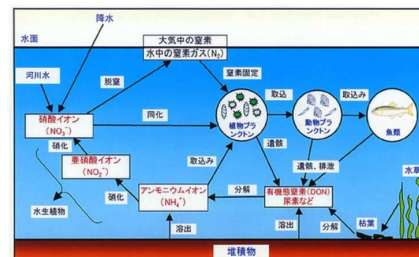 降水
水面
大気中の窒素
水中の窒素ガス(N₂)
河川水
脱窒
窒素固定
取込
取込み
硝酸イオン
(NO₃⁻)
同化
植物プラ
ンクトン
動物プラ
ンクトン
魚類
硝化
亜硝酸イオン
(NO₂⁻)
取込み
遺骸
遺骸、排泄
水草
硝化
アンモニウムイオン
(NH₄⁺)
分解
有機態窒素(DON)
尿素など
枯葉
水生植物
溶出
溶出
分解
堆積物